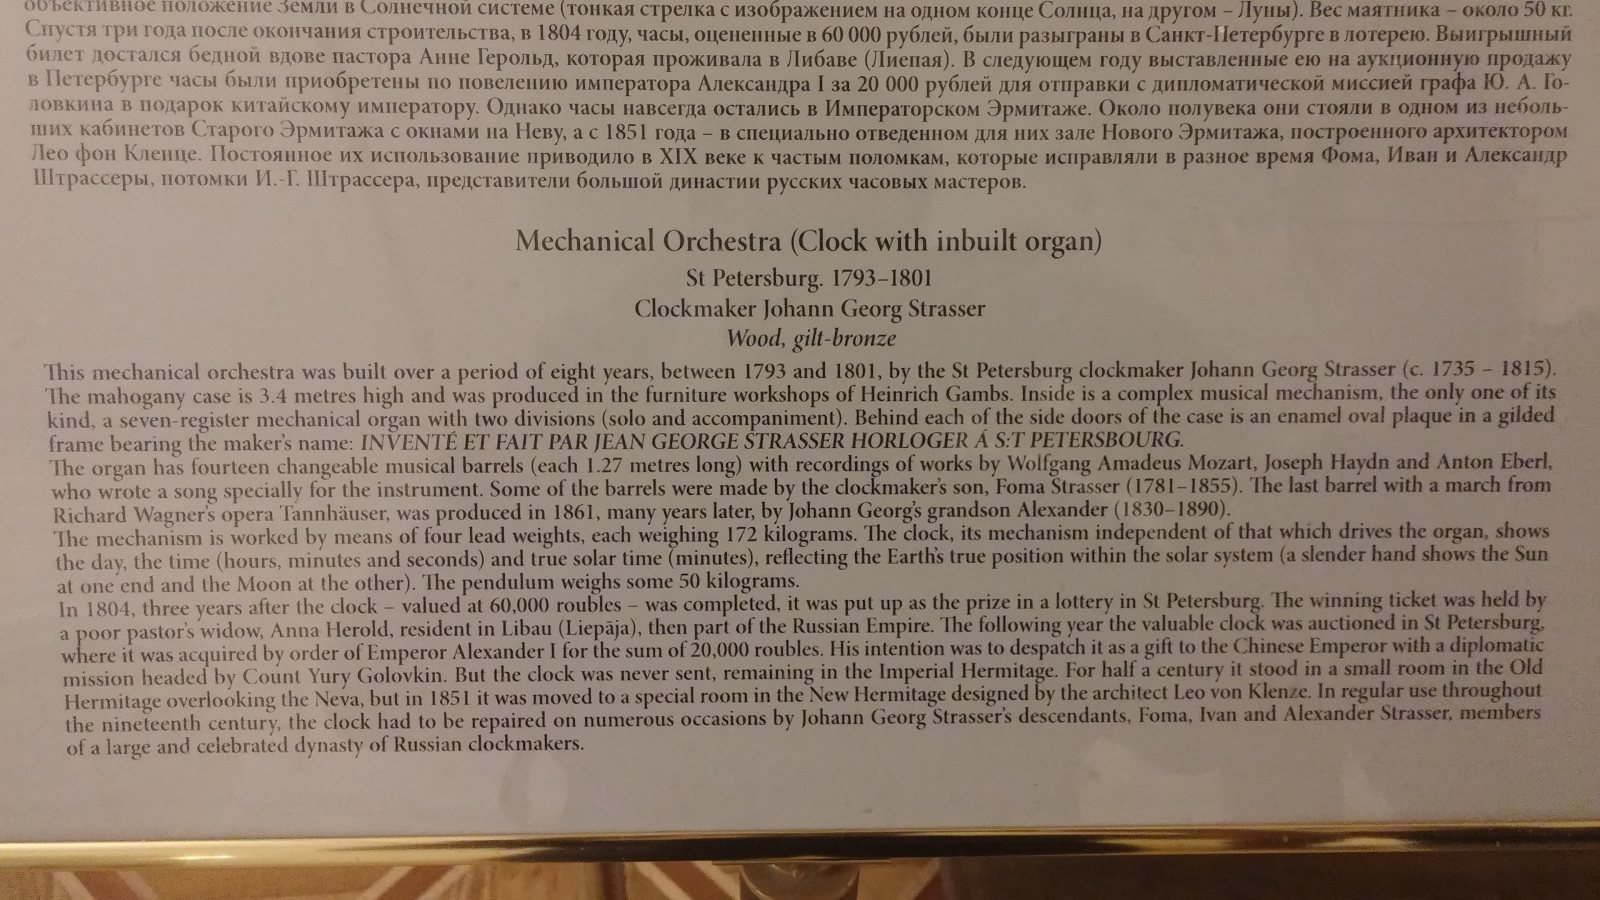 объективное положение Земли в Солнечной системе (тонкая стрелка с изображением на одном конце Солнца, на другом – Луны). Вес маятника – около 50 кг.
Спустя три года после окончания строительства, в 1804 году, часы, оцененные в 60 000 рублей, были разыграны в Санкт-Петербурге в лотерею. Выигрышный
билет достался бедной вдове пастора Анне Герольд, которая проживала в Либаве (Лиепая). В следующем году выставленные ею на аукционную продажу
в Петербурге часы были приобретены по повелению императора Александра I за 20 000 рублей для отправки с дипломатической миссией графа Ю. А. Го-
ловкина в подарок китайскому императору. Однако часы навсегда остались в Императорском Эрмитаже. Около полувека они стояли в одном из неболь-
ших кабинетов Старого Эрмитажа с окнами на Неву, а с 1851 года – в специально отведенном для них зале Нового Эрмитажа, построенного архитектором
Лео фон Кленце. Постоянное их использование приводило в XIX веке к частым поломкам, которые исправляли в разное время Фома, Иван и Александр
Штрассеры, потомки И.-Г. Штрассера, представители большой династии русских часовых мастеров.
Mechanical Orchestra (Clock with inbuilt organ)
St Petersburg. 1793–1801
Clockmaker Johann Georg Strasser
Wood, gilt-bronze
This mechanical orchestra was built over a period of eight years, between 1793 and 1801, by the St Petersburg clockmaker Johann Georg Strasser (c. 1735 – 1815).
The mahogany case is 3.4 metres high and was produced in the furniture workshops of Heinrich Gambs. Inside is a complex musical mechanism, the only one of its
kind, a seven-register mechanical organ with two divisions (solo and accompaniment). Behind each of the side doors of the case is an enamel oval plaque in a gilded
frame bearing the maker's name: INVENTÉ ET FAIT PAR JEAN GEORGE STRASSER HORLOGER Á S:T PETERSBOURG.
The organ has fourteen changeable musical barrels (each 1.27 metres long) with recordings of works by Wolfgang Amadeus Mozart, Joseph Haydn and Anton Eberl,
who wrote a song specially for the instrument. Some of the barrels were made by the clockmaker's son, Foma Strasser (1781–1855). The last barrel with a march from
Richard Wagner's opera Tannhäuser, was produced in 1861, many years later, by Johann Georg's grandson Alexander (1830–1890).
The mechanism is worked by means of four lead weights, each weighing 172 kilograms. The clock, its mechanism independent of that which drives the organ, shows
the day, the time (hours, minutes and seconds) and true solar time (minutes), reflecting the Earth's true position within the solar system (a slender hand shows the Sun
at one end and the Moon at the other). The pendulum weighs some 50 kilograms.
In 1804, three years after the clock – valued at 60,000 roubles – was completed, it was put up as the prize in a lottery in St Petersburg. The winning ticket was held by
a poor pastor's widow, Anna Herold, resident in Libau (Liepāja), then part of the Russian Empire. The following year the valuable clock was auctioned in St Petersburg,
where it was acquired by order of Emperor Alexander I for the sum of 20,000 roubles. His intention was to despatch it as a gift to the Chinese Emperor with a diplomatic
mission headed by Count Yury Golovkin. But the clock was never sent, remaining in the Imperial Hermitage. For half a century it stood in a small room in the Old
Hermitage overlooking the Neva, but in 1851 it was moved to a special room in the New Hermitage designed by the architect Leo von Klenze. In regular use throughout
the nineteenth century, the clock had to be repaired on numerous occasions by Johann Georg Strasser's descendants, Foma, Ivan and Alexander Strasser, members
of a large and celebrated dynasty of Russian clockmakers.